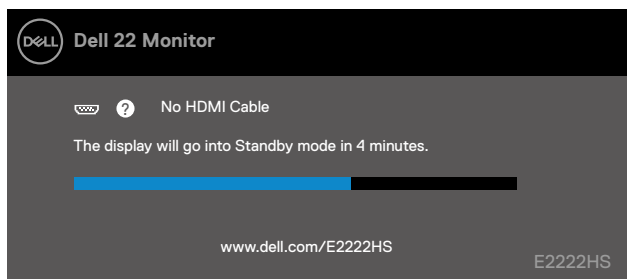 DELL Dell 22 Monitor
? No HDMI Cable
The display will go into Standby mode in 4 minutes.
www.dell.com/E2222HS
E2222HS